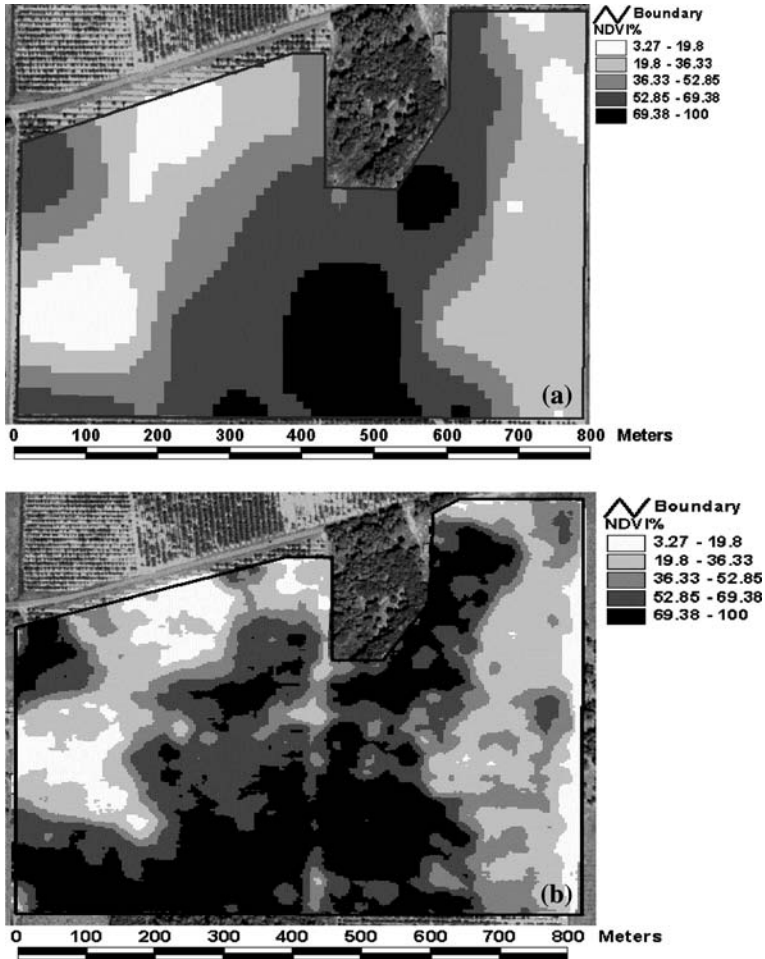 Boundary
NDVI%
3.27 - 19.8
19.8 - 36.33
36.33 - 52.85
52.85 - 69.38
69.38 - 100
(a)
0 100 200 300 400 500 600 700 800 Meters
Boundary
NDVI%
3.27 - 19.8
19.8 - 36.33
36.33 - 52.85
52.85 - 69.38
69.38 - 100
(b)
0 100 200 300 400 500 600 700 800 Meters